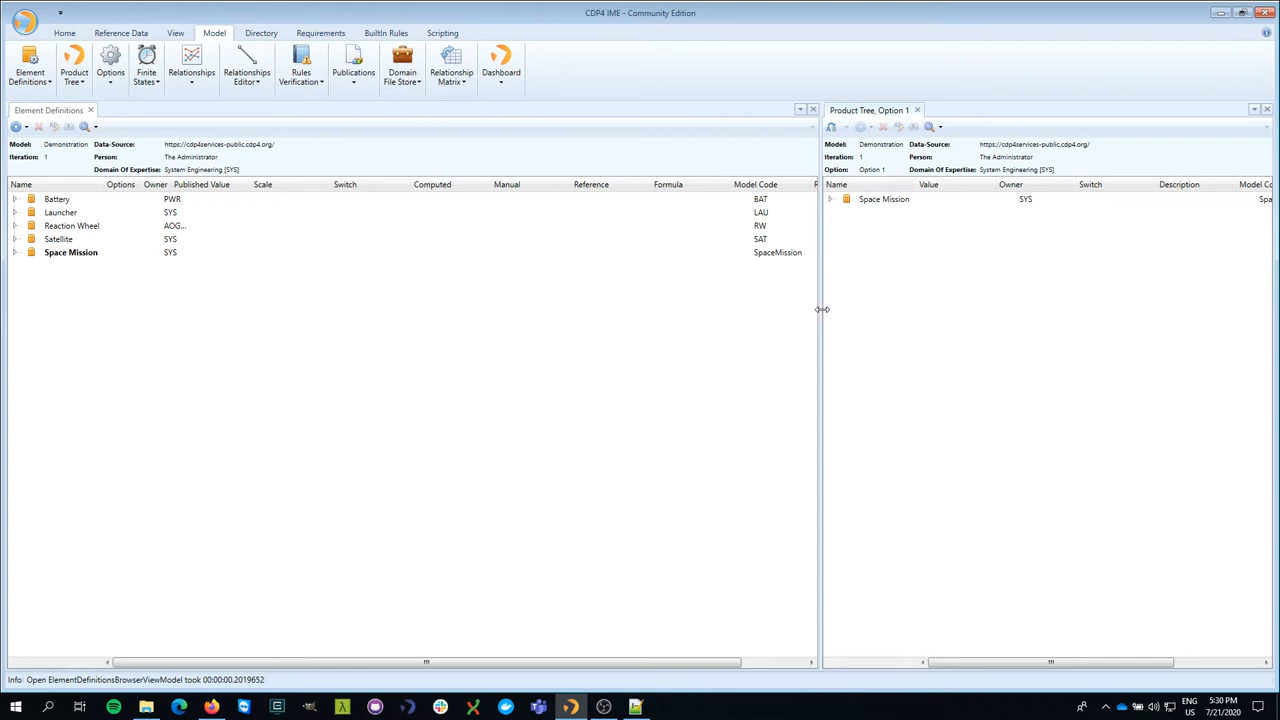 CDP4 IME - Community Edition
Home Reference Data View Model Directory Requirements BuiltIn Rules Scripting
Element Definitions Product Tree Options Finite States Relationships Relationships Editor Rules Verification Publications Domain File Store Relationship Matrix Dashboard
Element Definitions
Model: Demonstration Data-Source: https://cdp4services-public.cdp4.org/
Iteration: 1 Person: The Administrator
Domain Of Expertise: System Engineering [SYS]
Name Options Owner Published Value Scale Switch Computed Manual Reference Formula Model Code
Battery PWR BAT
Launcher SYS LAU
Reaction Wheel AOG... RW
Satellite SYS SAT
Space Mission SYS SpaceMission
Product Tree, Option 1
Model: Demonstration Data-Source: https://cdp4services-public.cdp4.org/
Iteration: 1 Person: The Administrator
Option: Option 1 Domain Of Expertise: System Engineering [SYS]
Name Value Owner Switch Description Model Co
Space Mission SYS Spa
Info: Open ElementDefinitionsBrowserViewModel took 00:00:00.2019652
ENG
US
5:30 PM
7/21/2020